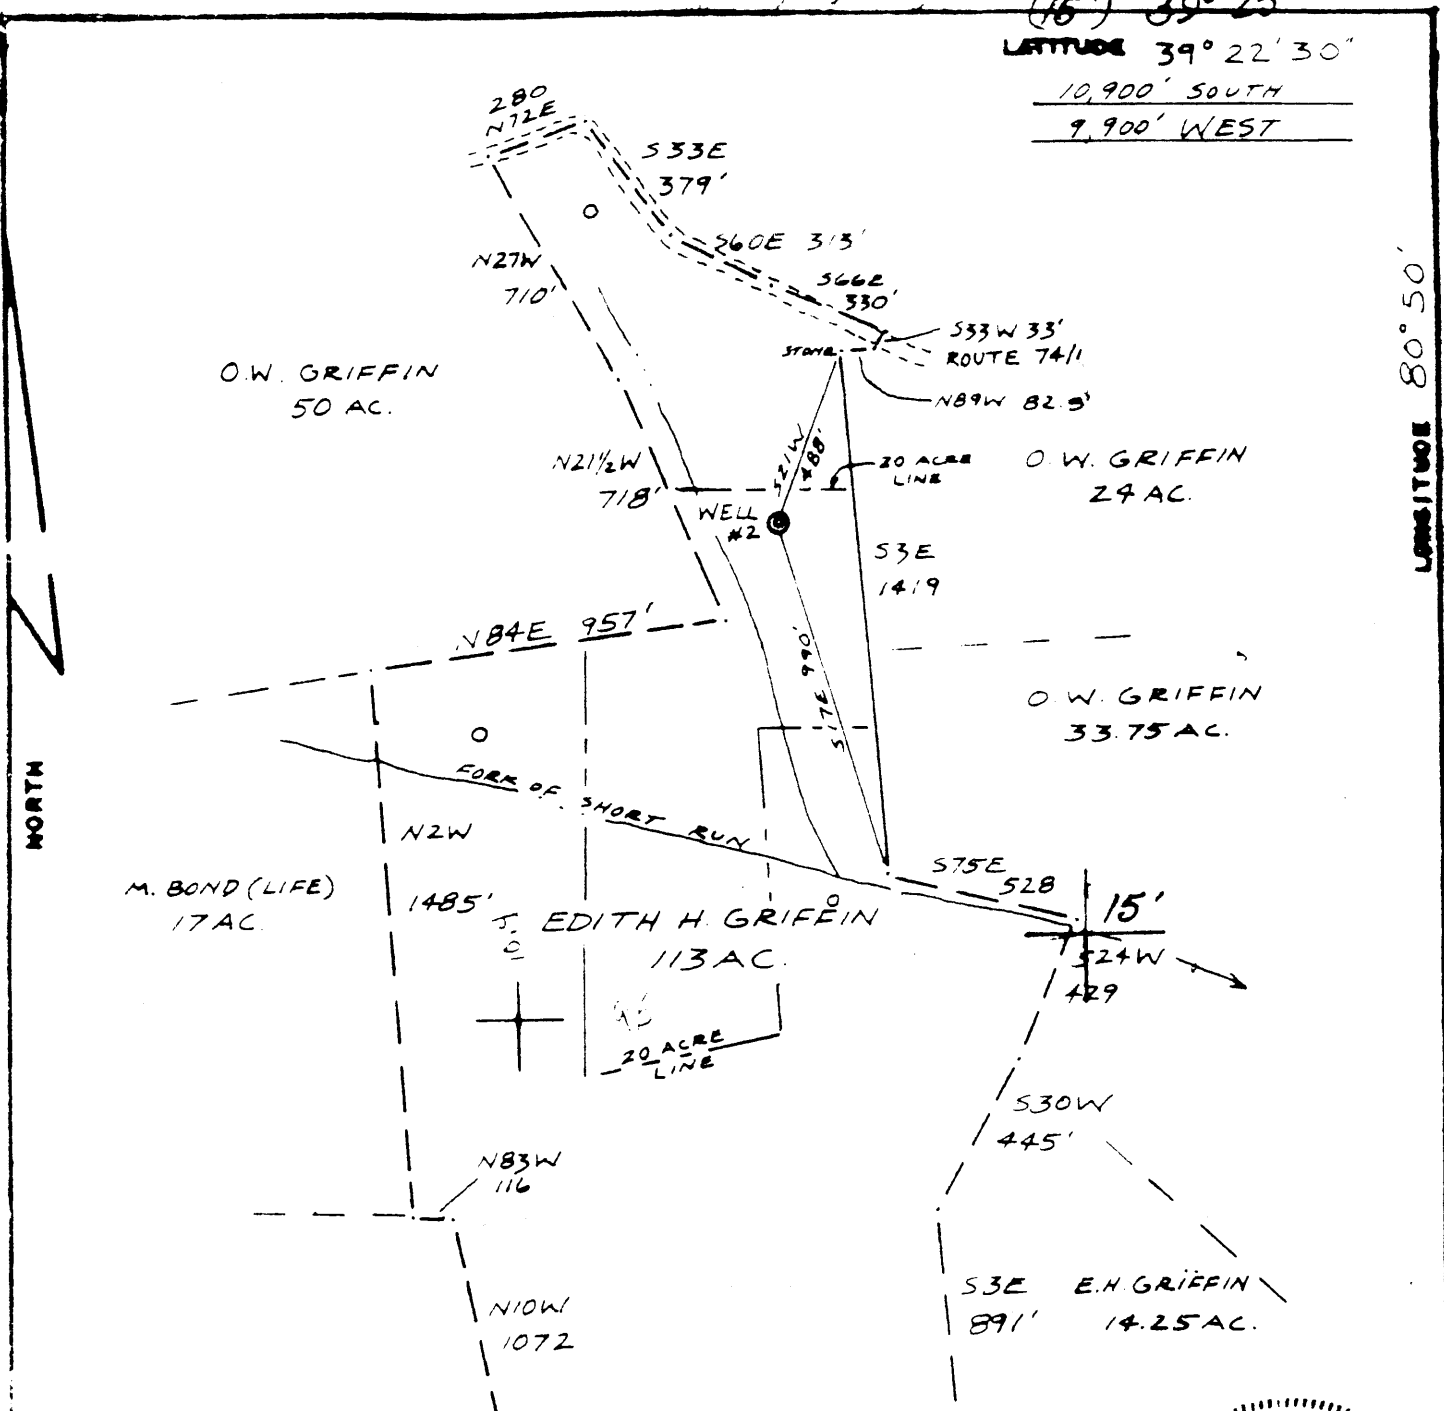 (15') 39° 25'
LATITUDE 39° 22' 30"
10,900' SOUTH
9,900' WEST
280
N72E
S33E
379'
S60E 313'
S66E
330'
N27W
710'
S33W 33'
ROUTE 74/1
STONE
N89W 82.5'
LONGITUDE 80° 50'
O.W. GRIFFIN
50 AC.
N21½W
718'
S21W
488'
20 ACRE
LINE
O.W. GRIFFIN
24 AC.
WELL
#2
S3E
1419
N84E 957'
S17E 990'
O.W. GRIFFIN
33.75 AC.
NORTH
FORK OF SHORT RUN
N2W
1485'
M. BOND (LIFE)
17 AC.
S75E
528
15'
EDITH H. GRIFFIN
113 AC.
S24W
429
20 ACRE
LINE
S30W
445'
N83W
116
N10W
1072
S3E
891'
E.H. GRIFFIN
14.25 AC.